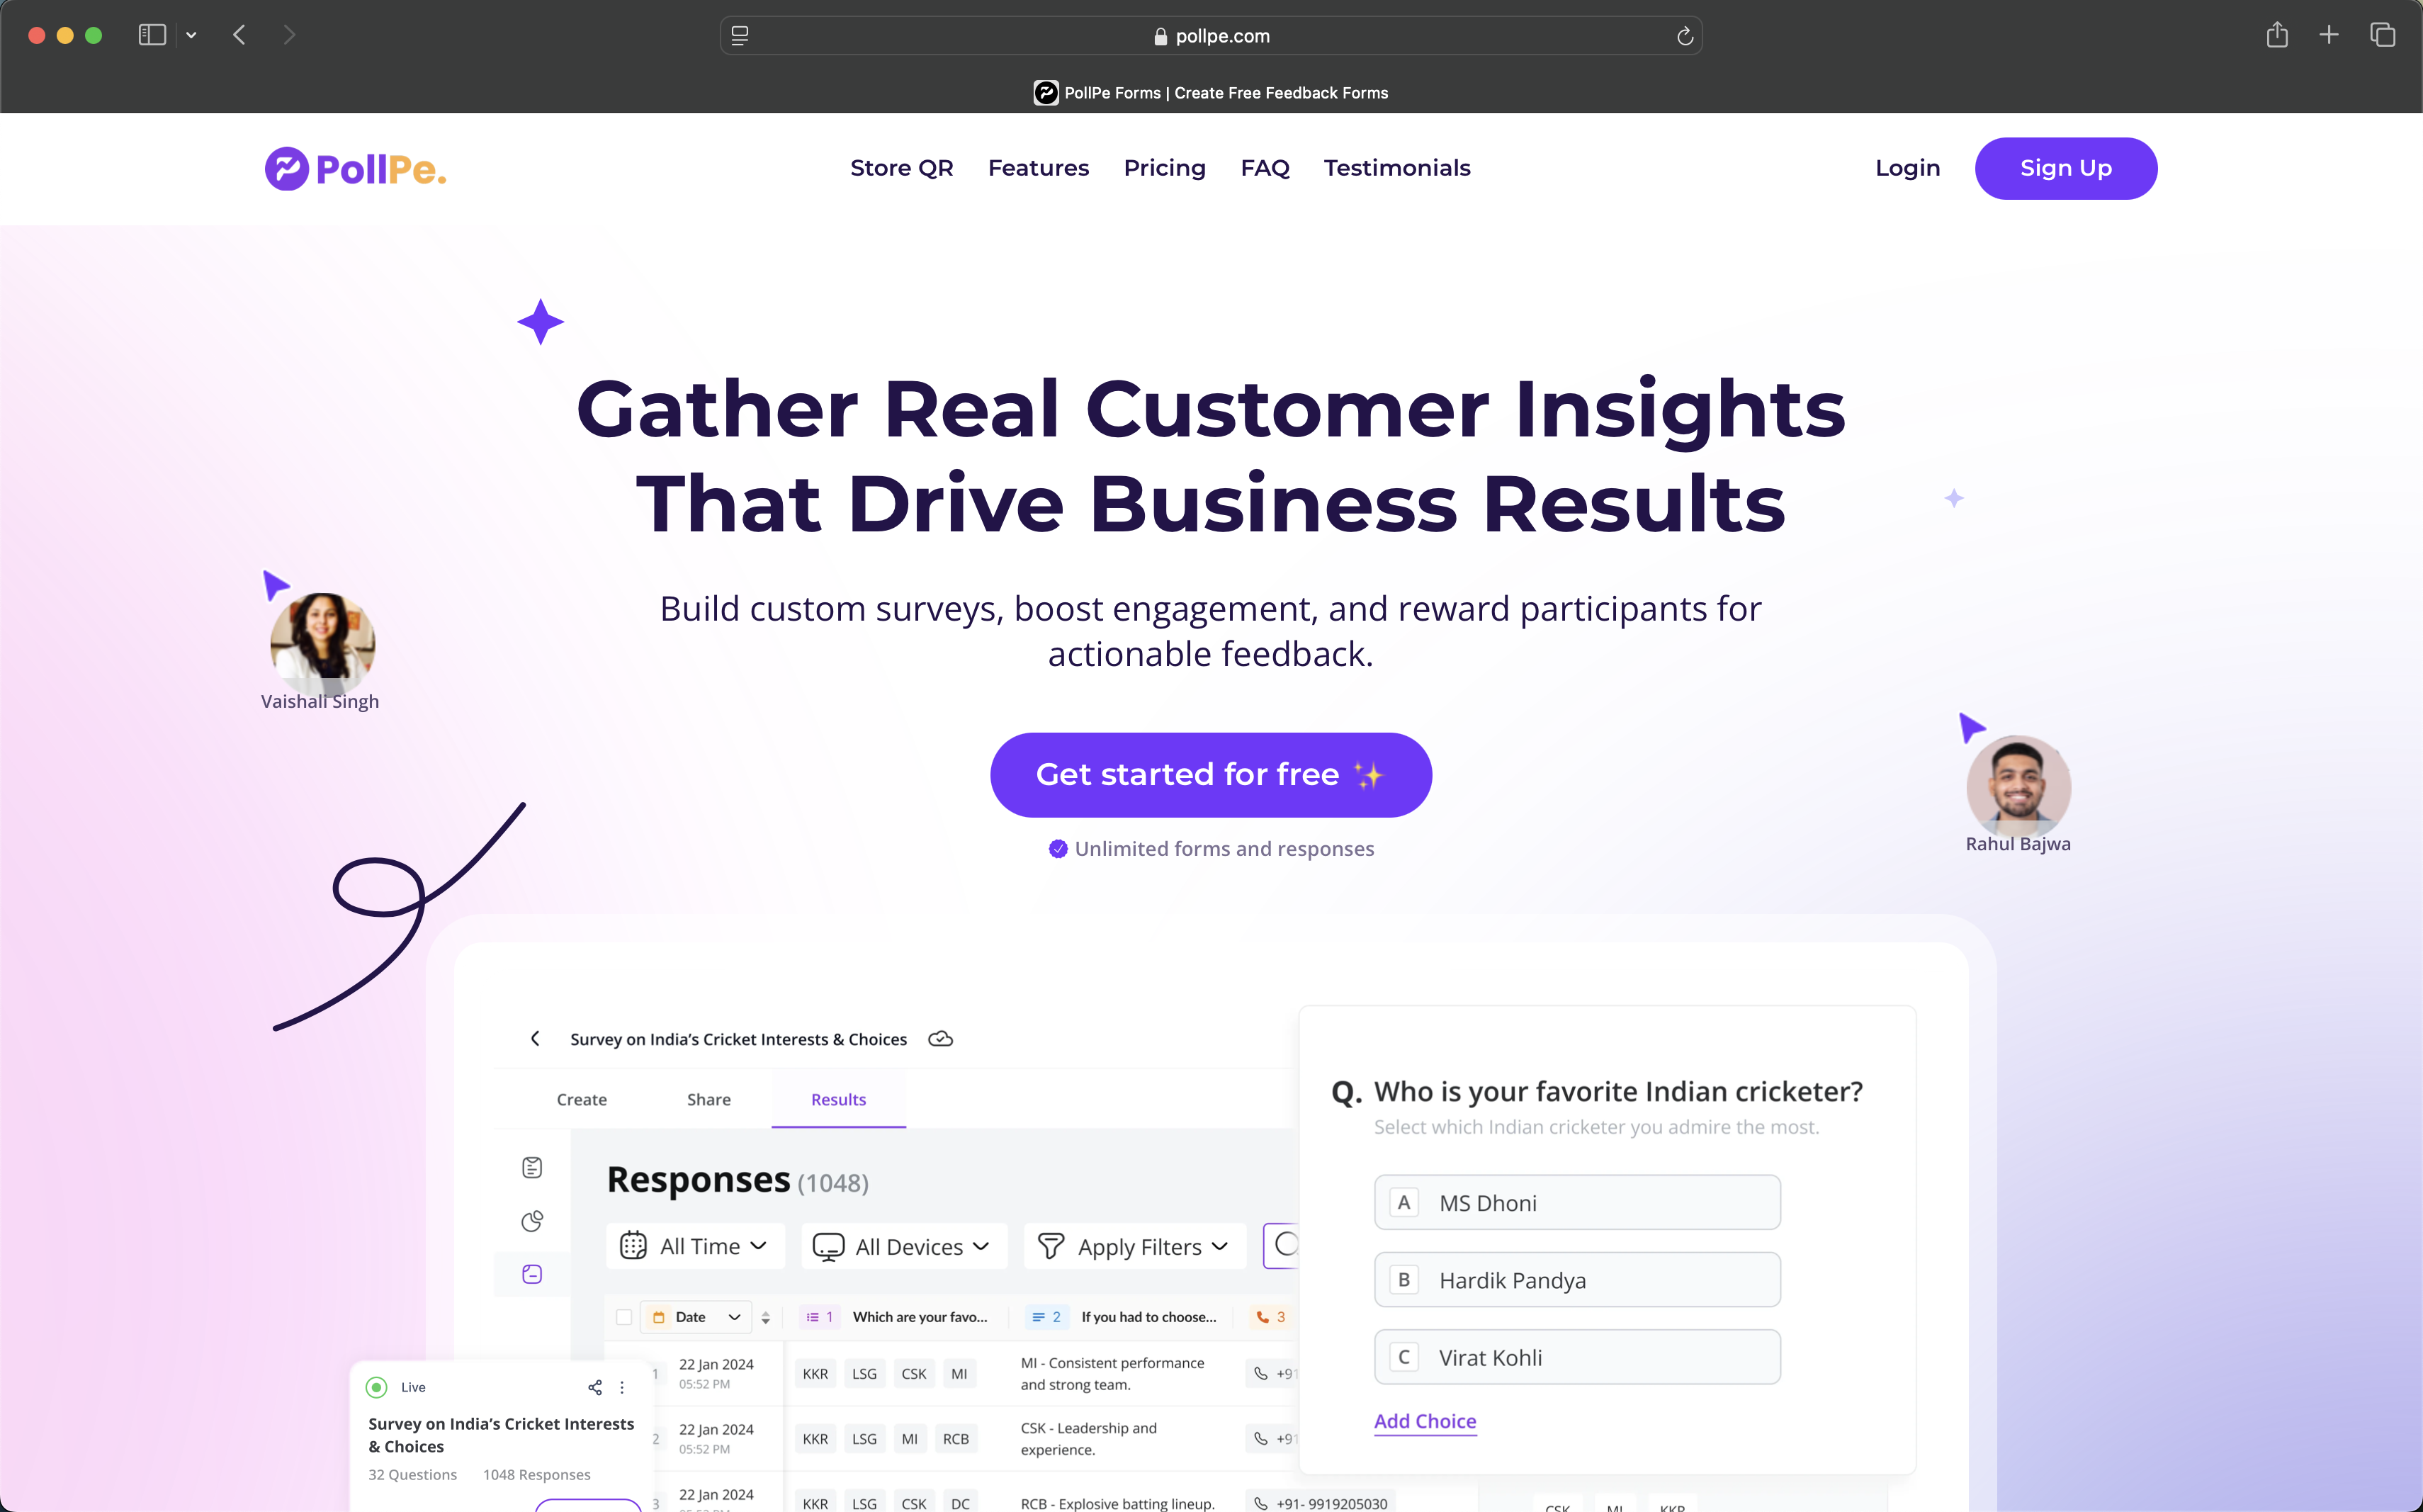 pollpe.com
PollPe Forms | Create Free Feedback Forms
PollPe.
Store QR Features Pricing FAQ Testimonials
Login Sign Up
Gather Real Customer Insights
That Drive Business Results
Build custom surveys, boost engagement, and reward participants for
actionable feedback.
Vaishali Singh
Get started for free ✨
Rahul Bajwa
Unlimited forms and responses
Survey on India’s Cricket Interests & Choices
Create Share Results
Responses (1048)
All Time All Devices Apply Filters
Date 1 Which are your favo... 2 If you had to choose... 3
1 22 Jan 2024 KKR LSG CSK MI MI - Consistent performance +91
05:52 PM and strong team.
2 22 Jan 2024 KKR LSG MI RCB CSK - Leadership and +91
05:52 PM experience.
3 22 Jan 2024 KKR LSG CSK DC RCB - Explosive batting lineup. +91- 9919205030 CSK MI KKR
Q. Who is your favorite Indian cricketer?
Select which Indian cricketer you admire the most.
A MS Dhoni
B Hardik Pandya
C Virat Kohli
Add Choice
Live
Survey on India’s Cricket Interests
& Choices
32 Questions 1048 Responses